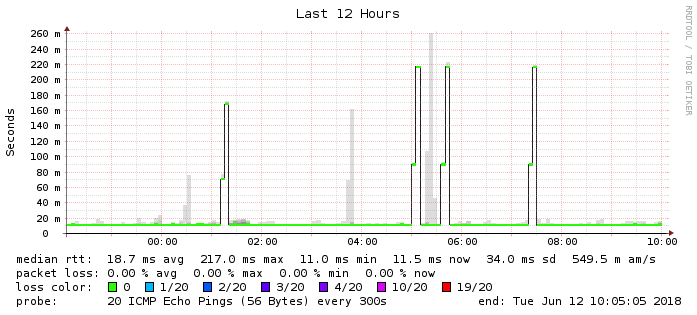 Last 12 Hours
RRDTOOL / TOBI OETIKER
Seconds
260 m
240 m
220 m
200 m
180 m
160 m
140 m
120 m
100 m
80 m
60 m
40 m
20 m
0
00:00 02:00 04:00 06:00 08:00 10:00
median rtt: 18.7 ms avg 217.0 ms max 11.0 ms min 11.5 ms now 34.0 ms sd 549.5 m am/s
packet loss: 0.00 % avg 0.00 % max 0.00 % min 0.00 % now
loss color: 0 1/20 2/20 3/20 4/20 10/20 19/20
probe: 20 ICMP Echo Pings (56 Bytes) every 300s end: Tue Jun 12 10:05:05 2018